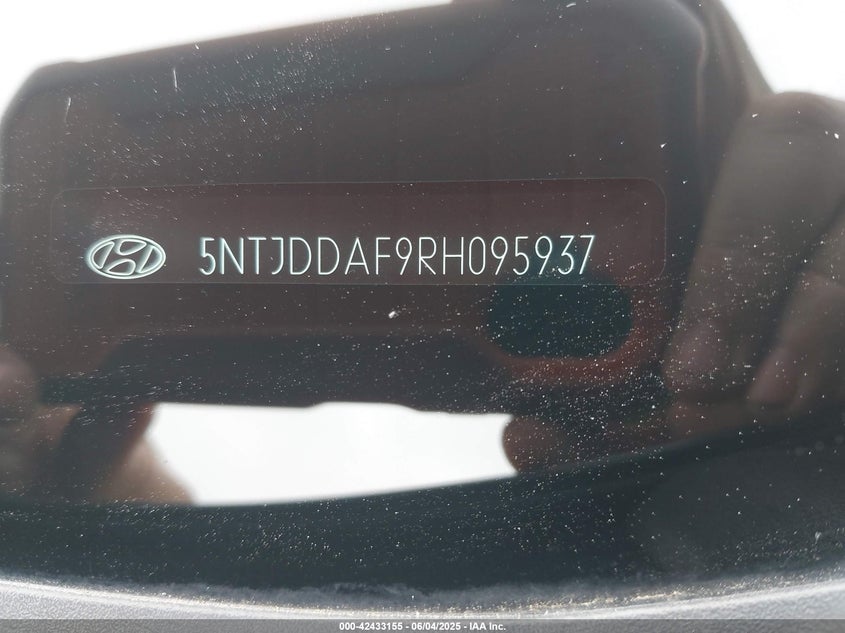 5NTJDDAF9RH095937
000-42433155 - 06/04/2025 - IAA Inc.